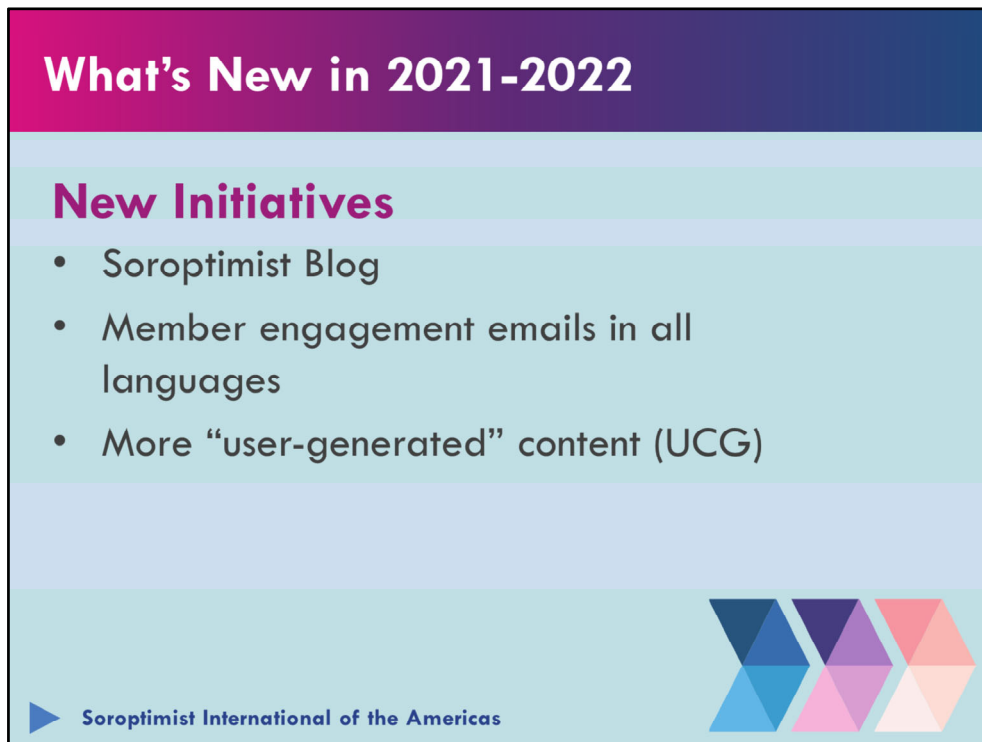 What’s New in 2021-2022
New Initiatives
• Soroptimist Blog
• Member engagement emails in all
languages
• More “user-generated” content (UCG)
Soroptimist International of the Americas